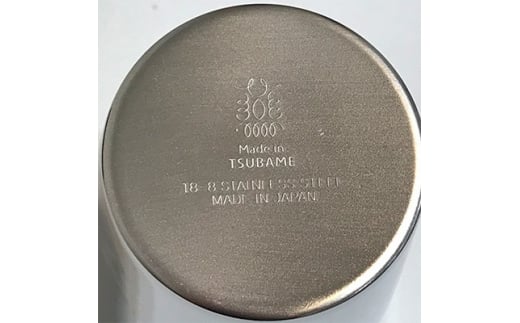 Made in
TSUBAME
18-8 STAINLESS STEEL
MADE IN JAPAN